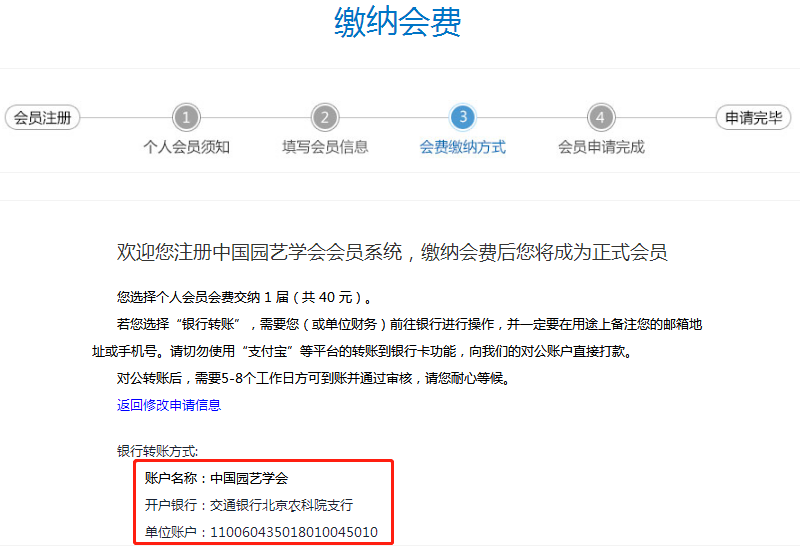 缴纳会费
会员注册 1 2 3 4 申请完毕
个人会员须知 填写会员信息 会费缴纳方式 会员申请完成
欢迎您注册中国园艺学会会员系统，缴纳会费后您将成为正式会员
您选择个人会员会费交纳 1 届（共 40 元）。
若您选择“银行转账”，需要您（或单位财务）前往银行进行操作，并一定要在用途上备注您的邮箱地
址或手机号。请切勿使用“支付宝”等平台的转账到银行卡功能，向我们的对公账户直接打款。
对公转账后，需要5-8个工作日方可到账并通过审核，请您耐心等候。
返回修改申请信息
银行转账方式:
账户名称：中国园艺学会
开户银行：交通银行北京农科院支行
单位账户：110060435018010045010